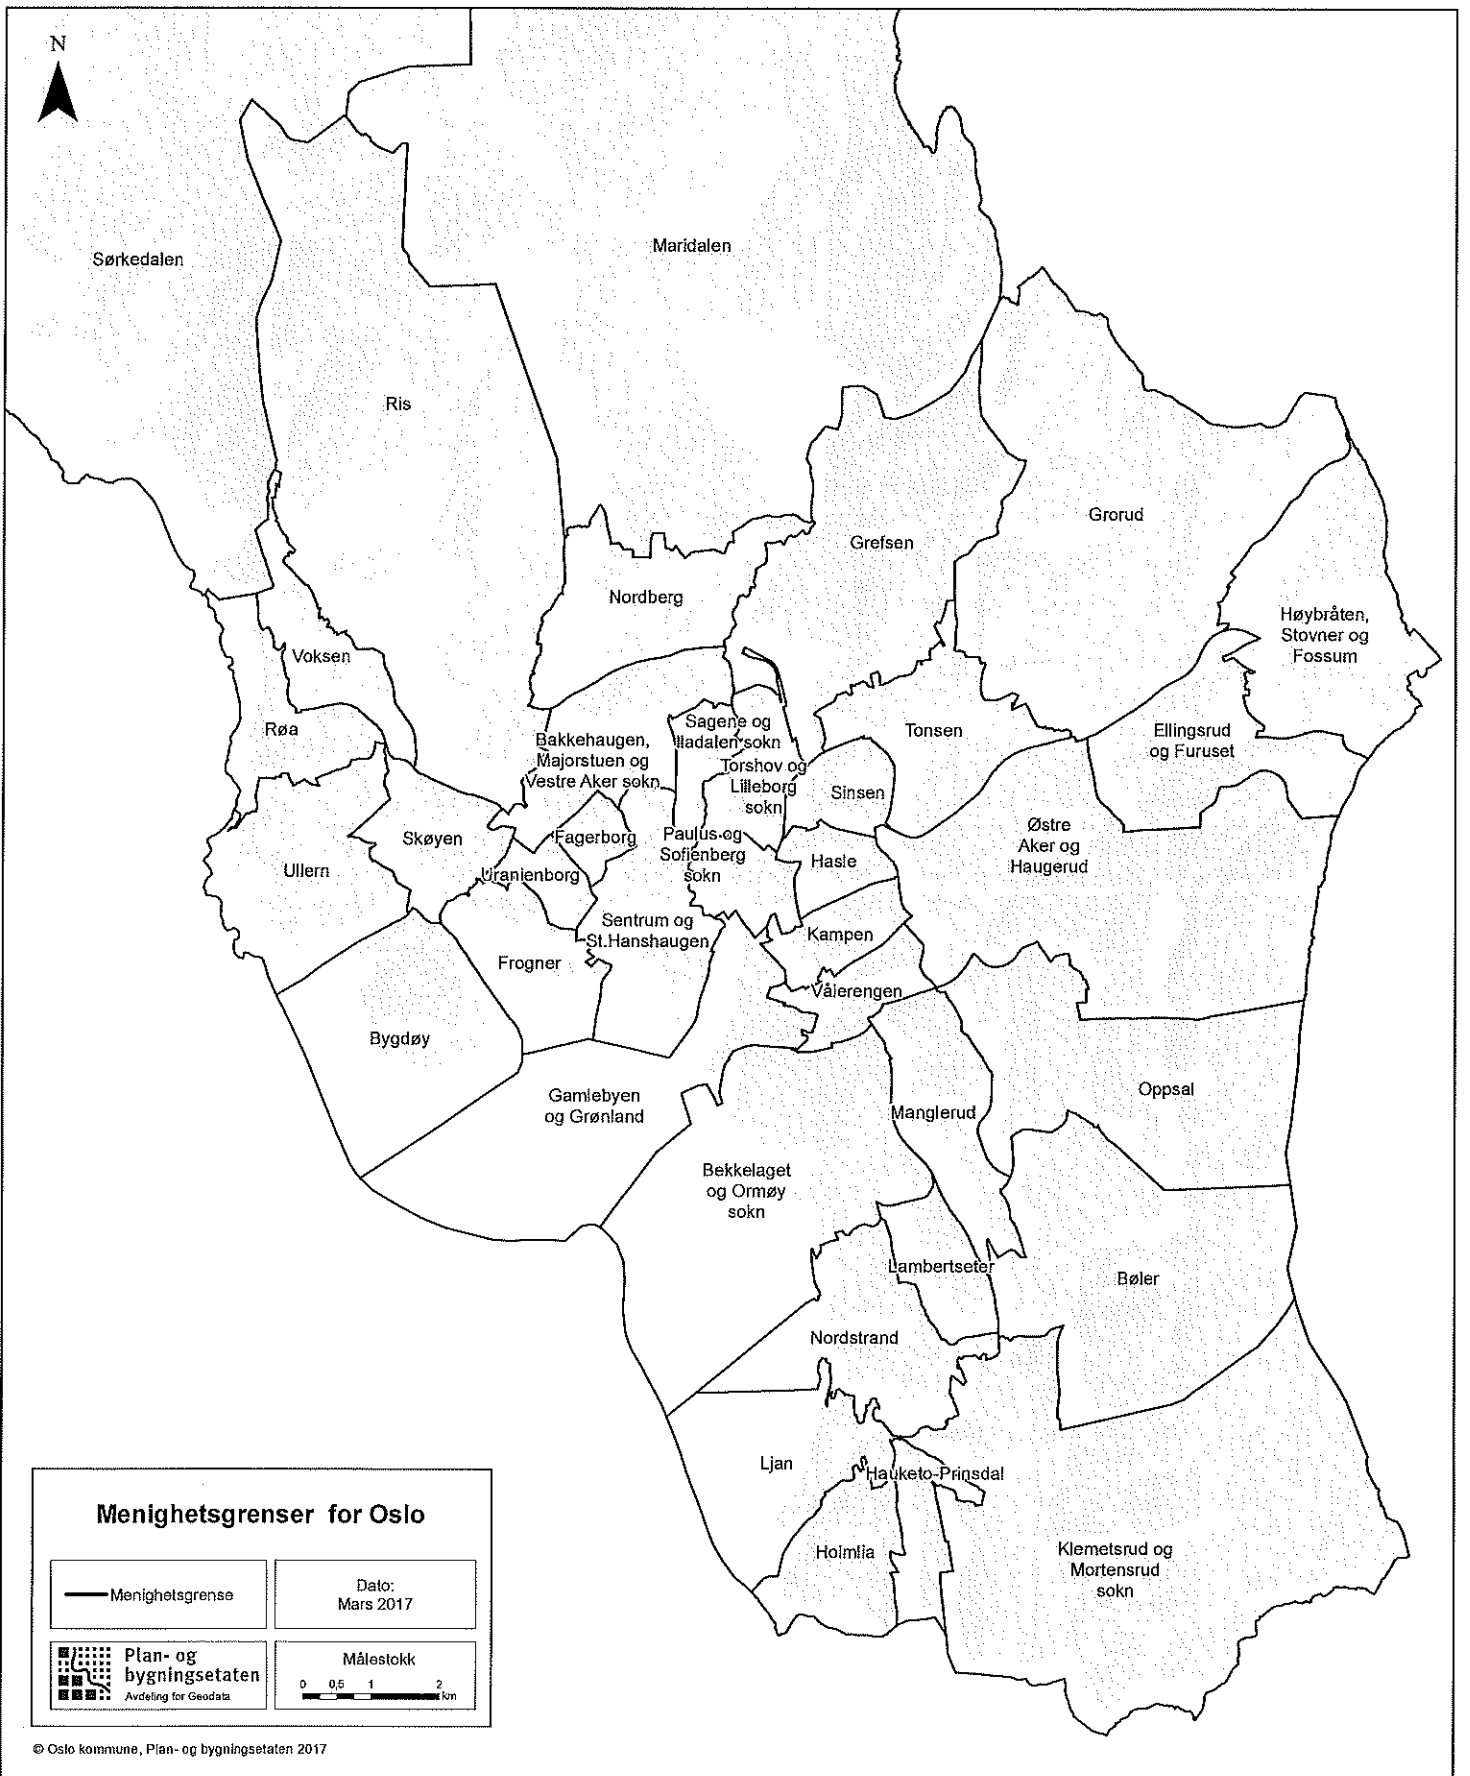 N
Sørkedalen
Maridalen
Ris
Grorud
Grefsen
Nordberg
Høybråten,
Stovner og
Fossum
Voksen
Røa
Bakkehaugen,
Majorstuen og
Vestre Aker sokn
Sagene og
Iladalen sokn
Torshov og
Lilleborg
sokn
Tonsen
Ellingsrud
og Furuset
Sinsen
Skøyen
Fagerborg
Paulus og
Sofienberg
sokn
Hasle
Østre
Aker og
Haugerud
Ullern
Uranienborg
Sentrum og
St.Hanshaugen
Kampen
Frogner
Vålerengen
Bygdøy
Gamlebyen
og Grønland
Manglerud
Oppsal
Bekkelaget
og Ormøy
sokn
Lambertseter
Bøler
Nordstrand
Ljan
Hauketo-Prinsdal
Holmlia
Klemetsrud og
Mortensrud
sokn
Menighetsgrenser for Oslo
Menighetsgrense
Dato:
Mars 2017
Plan- og
bygningsetaten
Avdeling for Geodata
Målestokk
0 0,5 1 2
km
© Oslo kommune, Plan- og bygningsetaten 2017